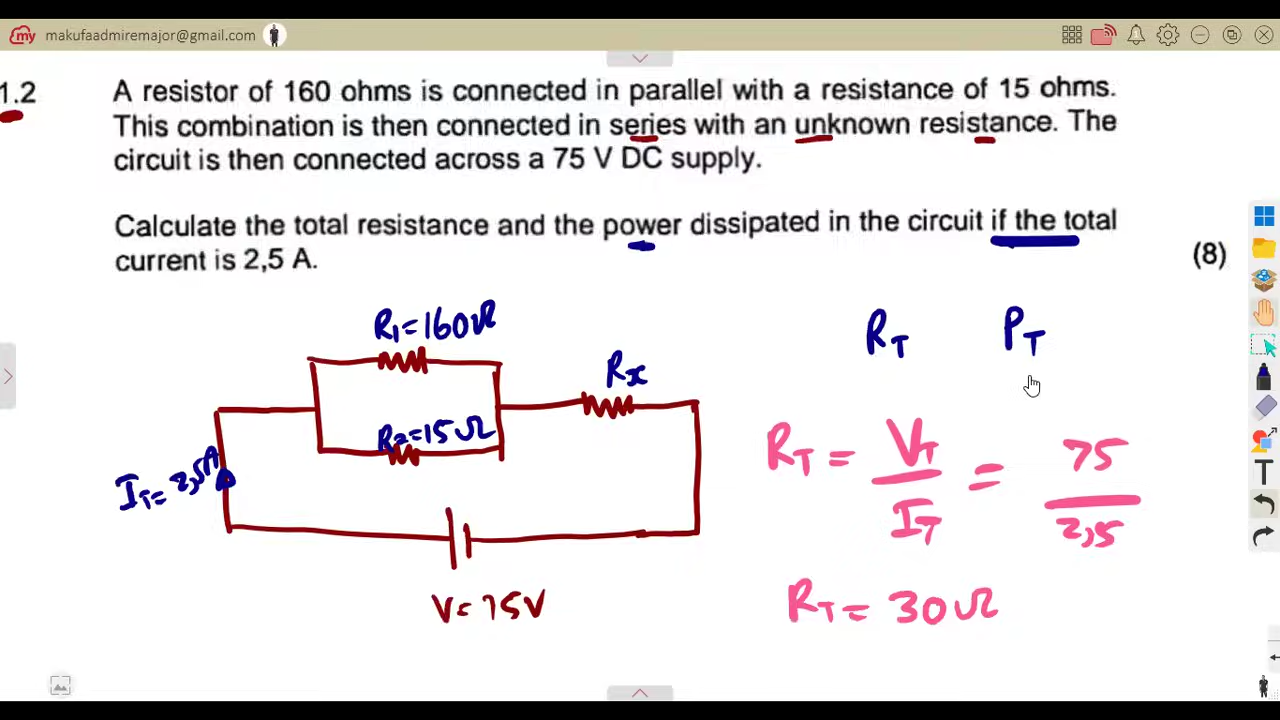 my makufaadmiremajor@gmail.com
1.2 A resistor of 160 ohms is connected in parallel with a resistance of 15 ohms.
This combination is then connected in series with an unknown resistance. The
circuit is then connected across a 75 V DC supply.
Calculate the total resistance and the power dissipated in the circuit if the total
current is 2,5 A.
(8)
R1=160Ω
Rx
R2=15Ω
IT=2,5A
V=75V
RT PT
RT = VT/IT = 75/2,5
RT = 30Ω
T